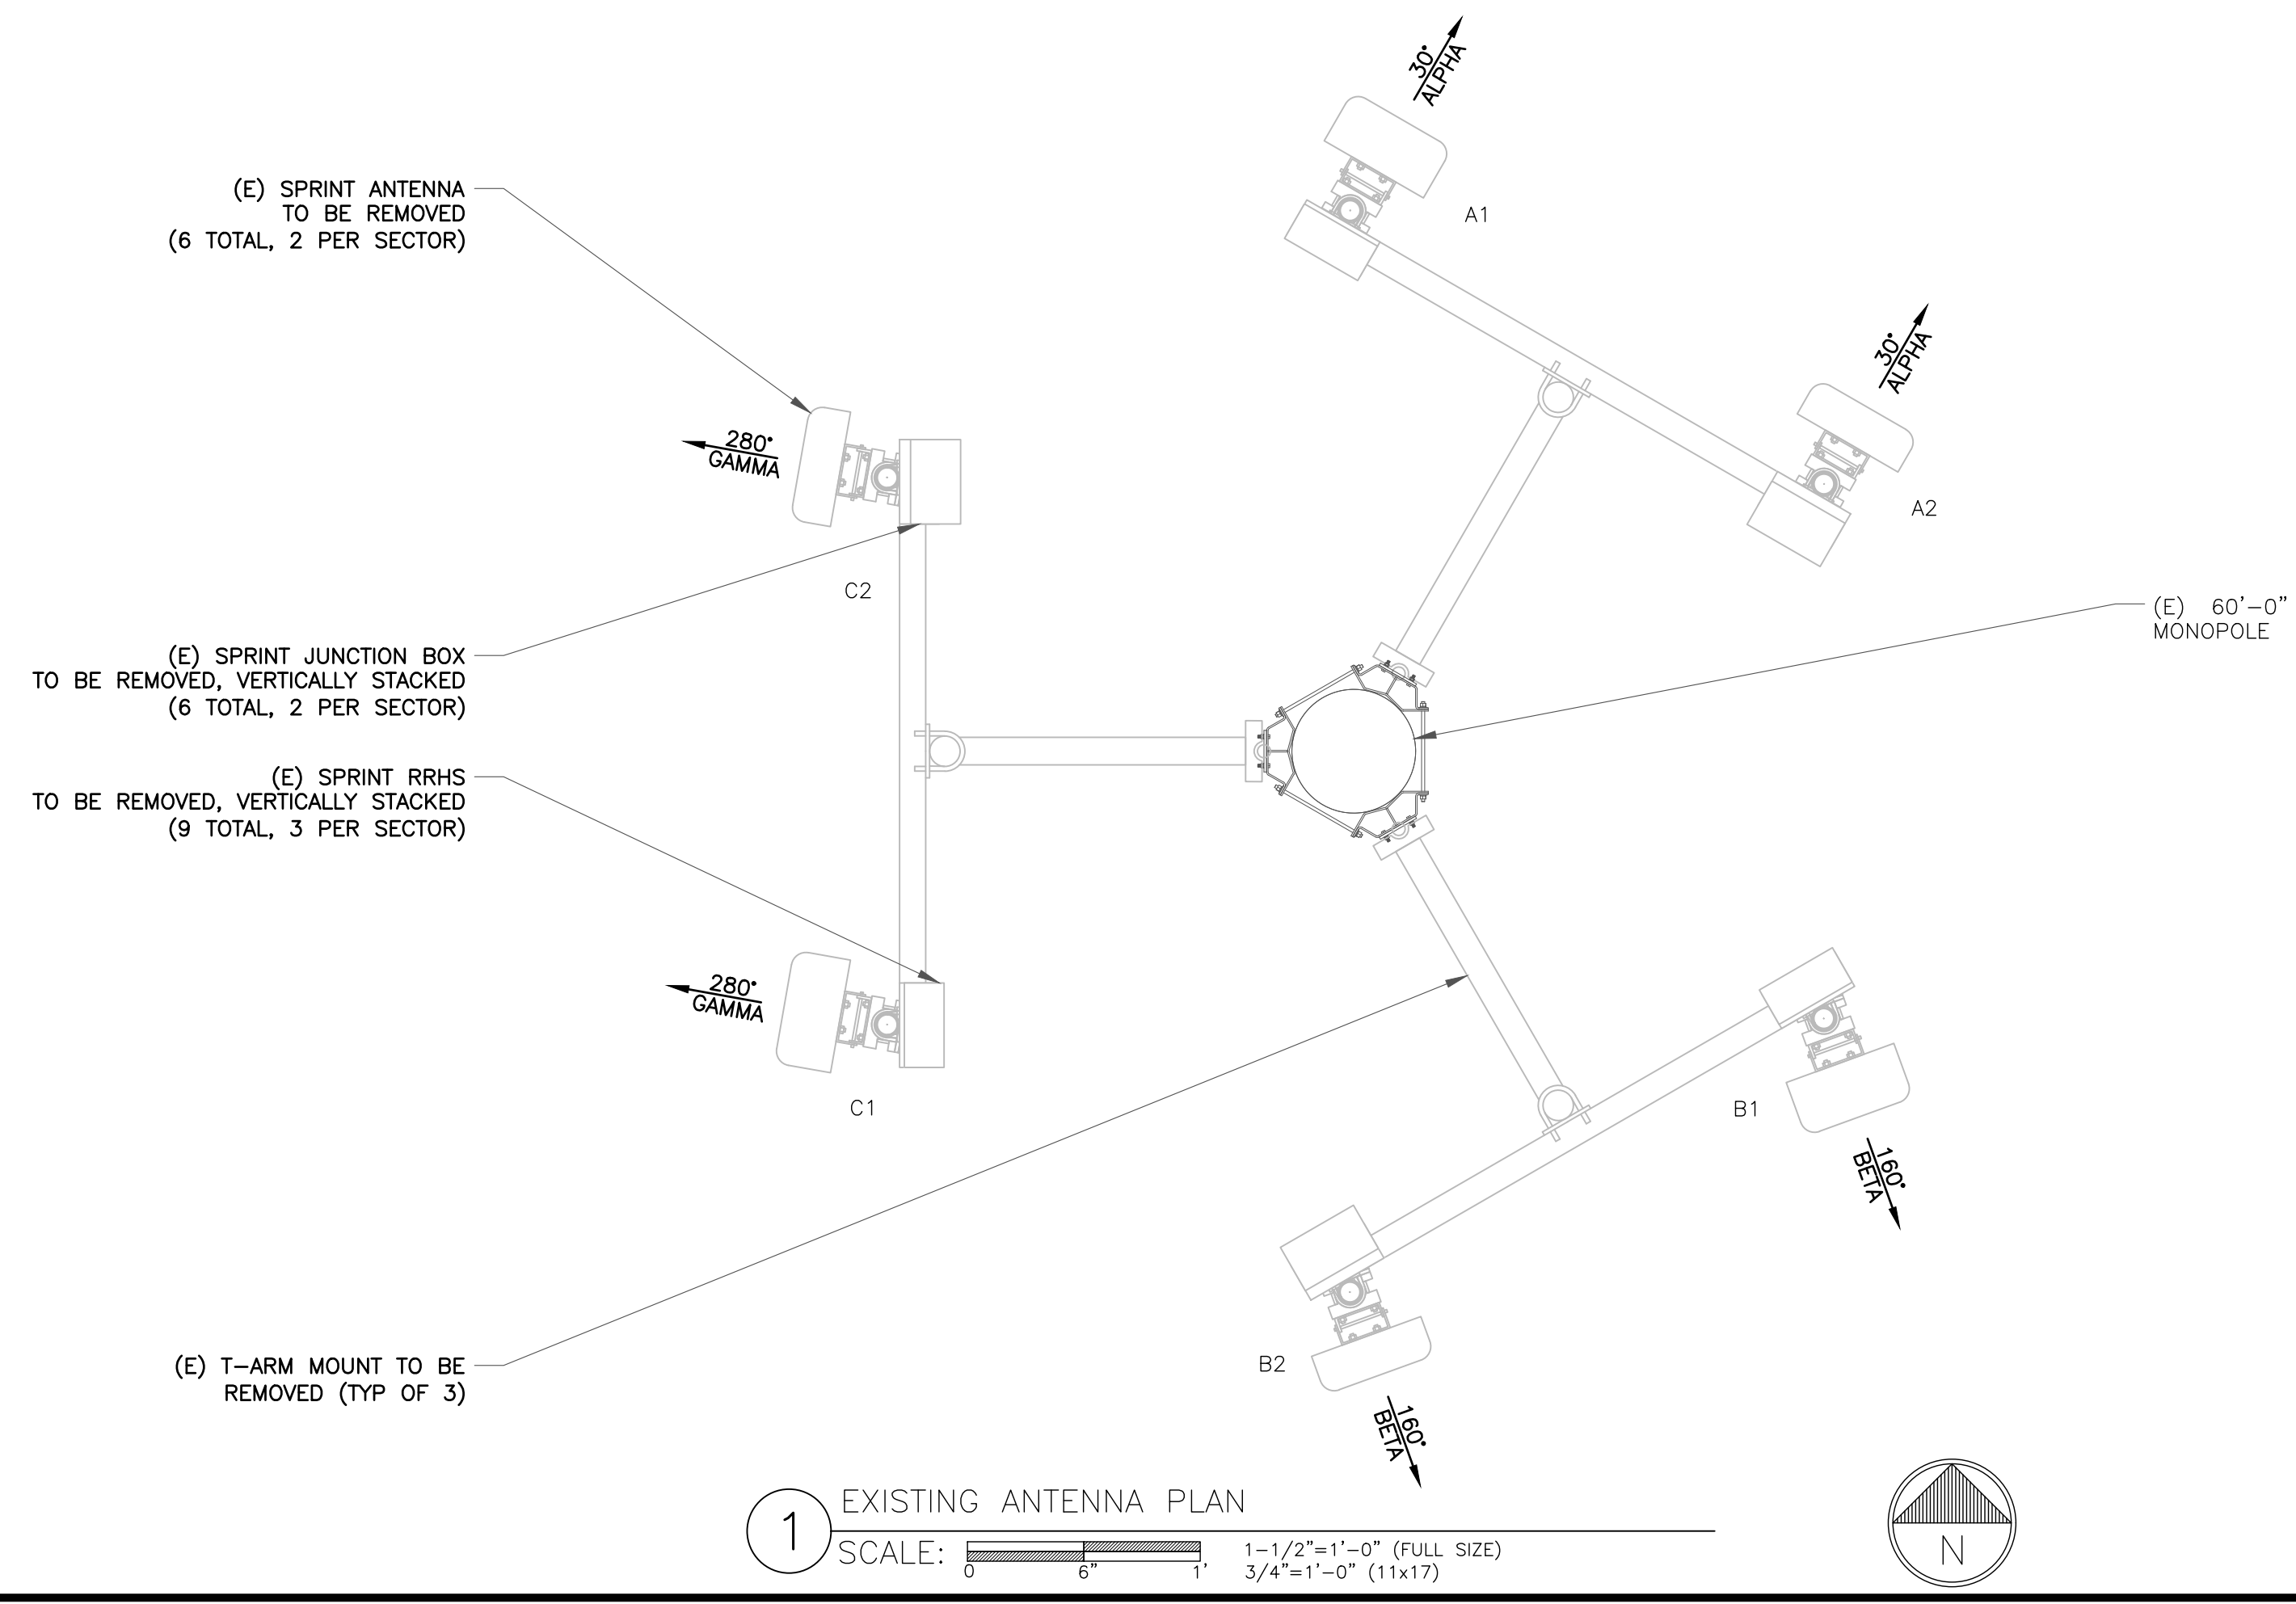 30°
ALPHA
(E) SPRINT ANTENNA
TO BE REMOVED
(6 TOTAL, 2 PER SECTOR)
A1
30°
ALPHA
280°
GAMMA
A2
C2
(E) 60'-0"
MONOPOLE
(E) SPRINT JUNCTION BOX
TO BE REMOVED, VERTICALLY STACKED
(6 TOTAL, 2 PER SECTOR)
(E) SPRINT RRHS
TO BE REMOVED, VERTICALLY STACKED
(9 TOTAL, 3 PER SECTOR)
280°
GAMMA
C1
B1
160°
BETA
(E) T-ARM MOUNT TO BE
REMOVED (TYP OF 3)
B2
160°
BETA
1
EXISTING ANTENNA PLAN
SCALE:
0 6" 1'
1-1/2"=1'-0" (FULL SIZE)
3/4"=1'-0" (11x17)
N